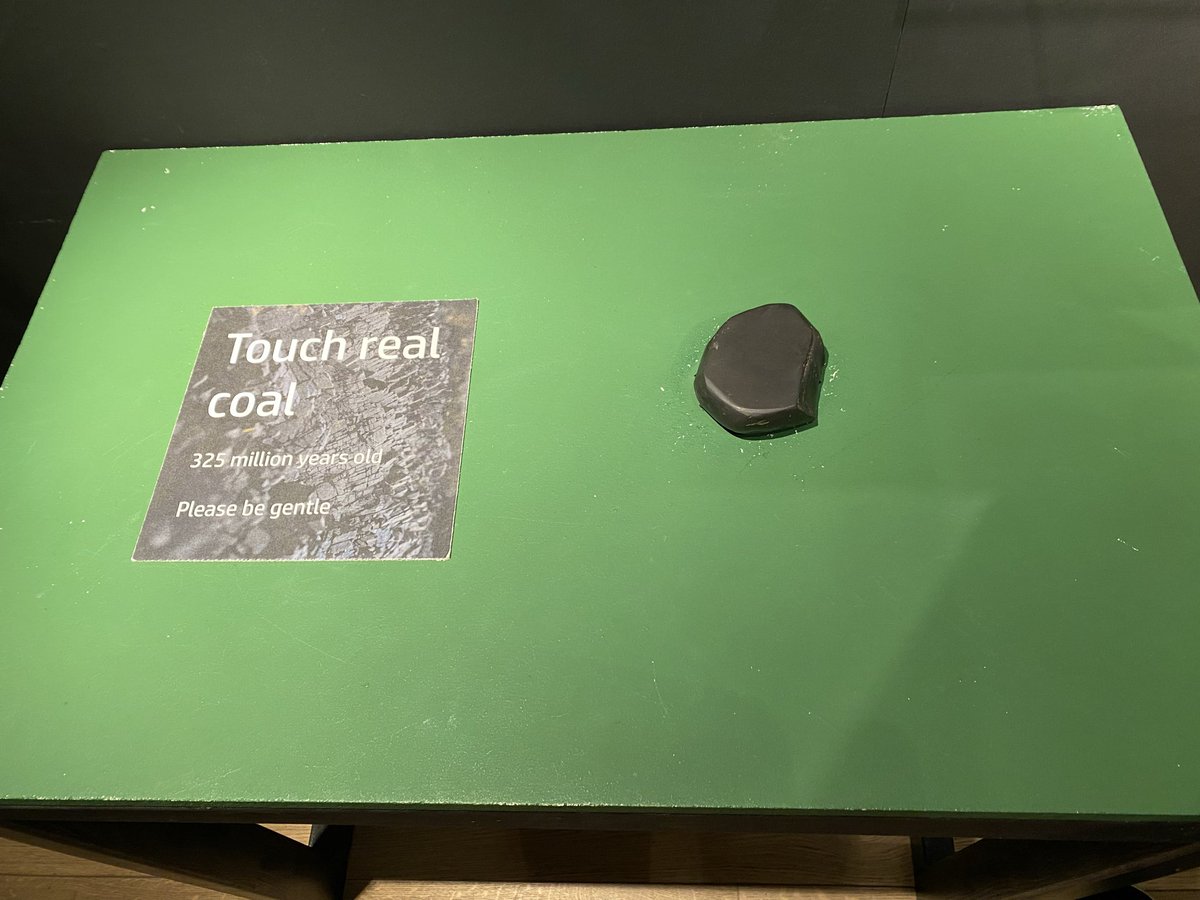 Touch real
coal
325 million years old
Please be gentle